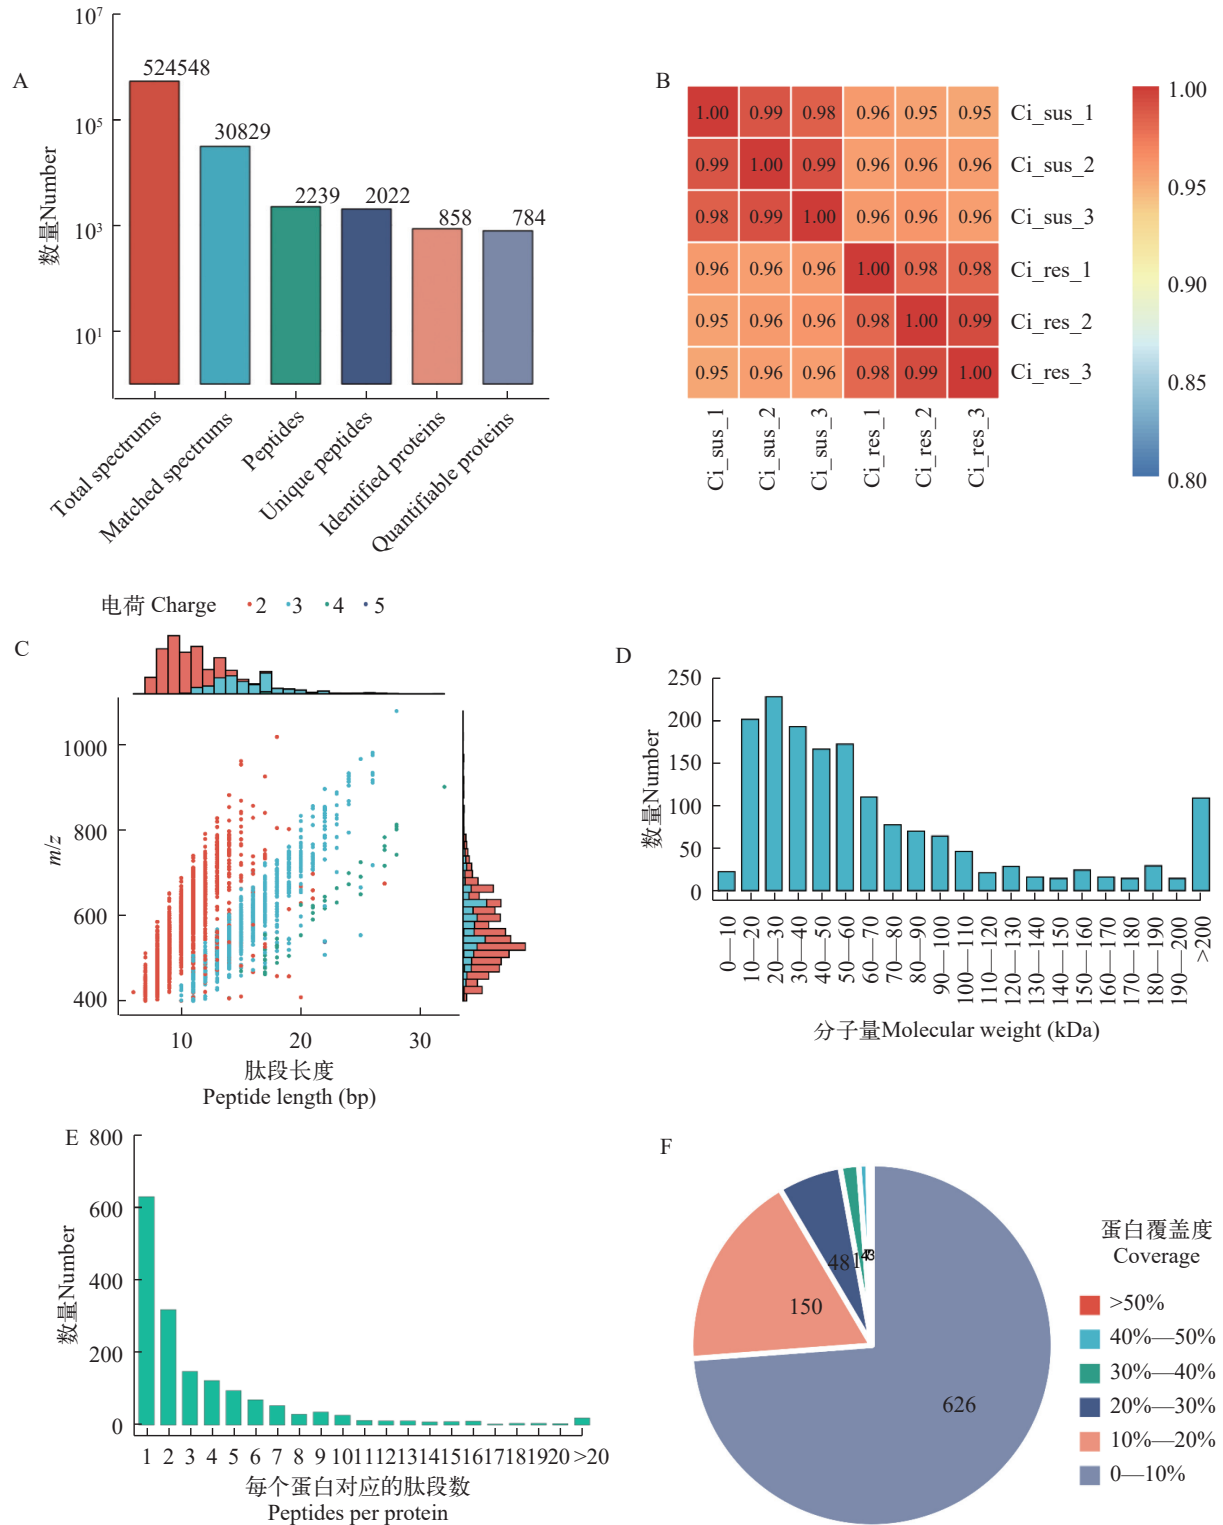 A
数量Number
10⁷
10⁵
10³
10¹
524548
30829
2239
2022
858
784
Total spectrums
Matched spectrums
Peptides
Unique peptides
Identified proteins
Quantifiable proteins
B
1.00 0.99 0.98 0.96 0.95 0.95 Ci_sus_1
0.99 1.00 0.99 0.96 0.96 0.96 Ci_sus_2
0.98 0.99 1.00 0.96 0.96 0.96 Ci_sus_3
0.96 0.96 0.96 1.00 0.98 0.98 Ci_res_1
0.95 0.96 0.96 0.98 1.00 0.99 Ci_res_2
0.95 0.96 0.96 0.98 0.99 1.00 Ci_res_3
Ci_sus_1
Ci_sus_2
Ci_sus_3
Ci_res_1
Ci_res_2
Ci_res_3
1.00
0.95
0.90
0.85
0.80
C
电荷 Charge 2 3 4 5
m/z
1000
800
600
400
10 20 30
肽段长度
Peptide length (bp)
D
数量Number
250
200
150
100
50
0
0—10
10—20
20—30
30—40
40—50
50—60
60—70
70—80
80—90
90—100
100—110
110—120
120—130
130—140
140—150
150—160
160—170
170—180
180—190
190—200
>200
分子量Molecular weight (kDa)
E
数量Number
800
600
400
200
0
1 2 3 4 5 6 7 8 9 10 11 12 13 14 15 16 17 18 19 20 >20
每个蛋白对应的肽段数
Peptides per protein
F
48
150
626
蛋白覆盖度
Coverage
>50%
40%—50%
30%—40%
20%—30%
10%—20%
0—10%